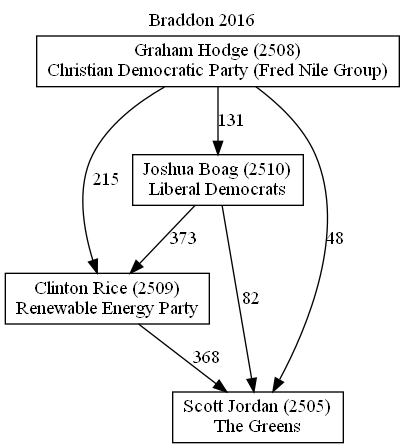 Braddon 2016
Graham Hodge (2508)
Christian Democratic Party (Fred Nile Group)
131
Joshua Boag (2510)
Liberal Democrats
215
373
48
Clinton Rice (2509)
Renewable Energy Party
82
368
Scott Jordan (2505)
The Greens